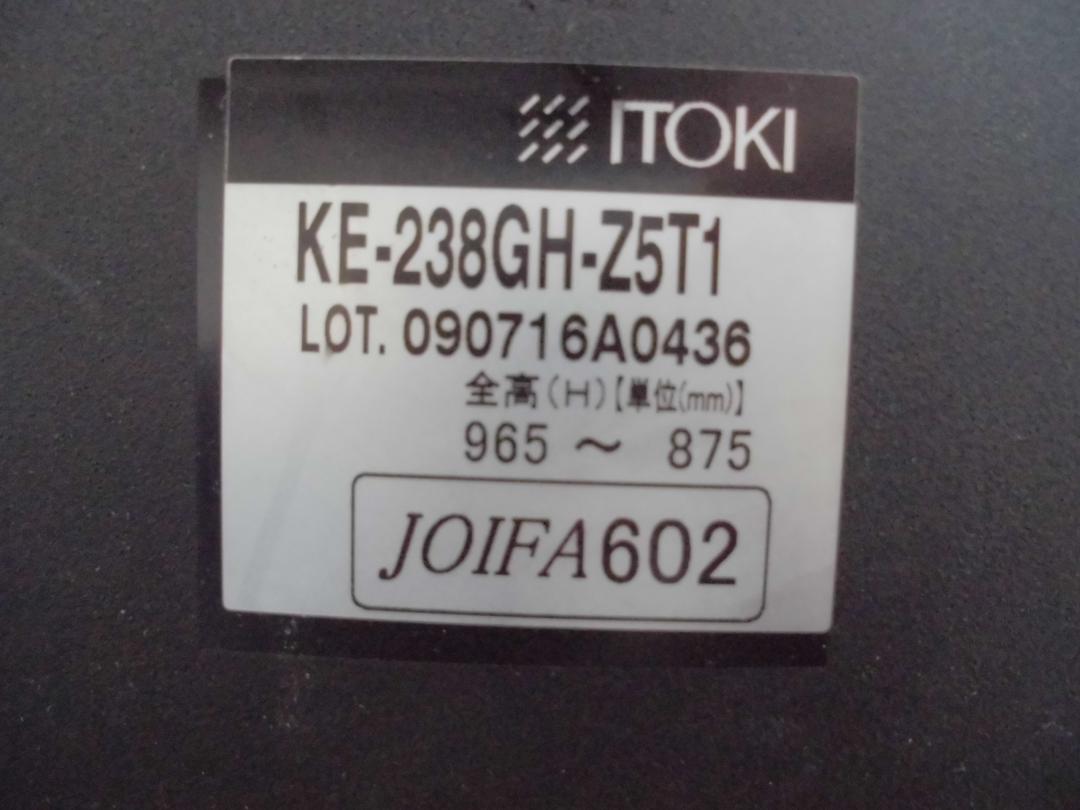 ITOKI
KE-238GH-Z5T1
LOT. 090716A0436
全高(H)【単位(mm)】
965 ～ 875
JOIFA602